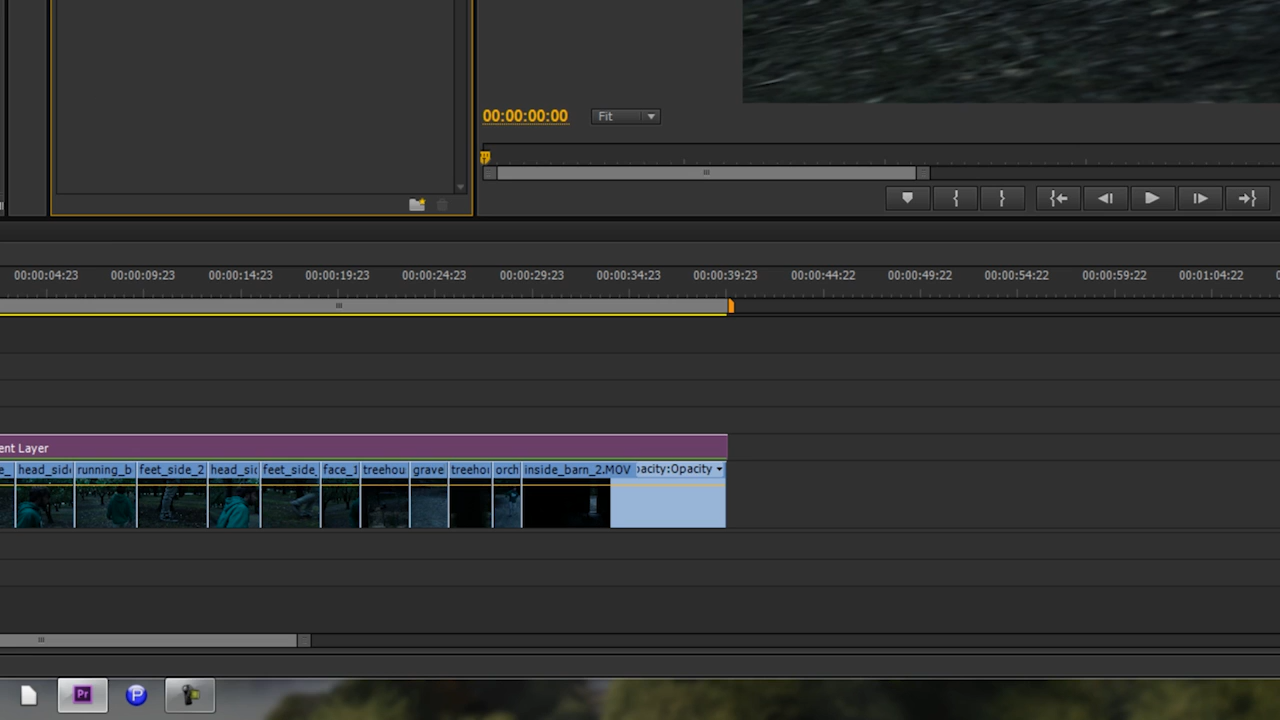 00:00:00:00 Fit
00:00:04:23 00:00:09:23 00:00:14:23 00:00:19:23 00:00:24:23 00:00:29:23 00:00:34:23 00:00:39:23 00:00:44:22 00:00:49:22 00:00:54:22 00:00:59:22 00:01:04:22
ent Layer
e_ head_side running_b feet_side_2 head_sid feet_side_ face_1 treehou grave treehou orch inside_barn_2.MOV pacity:Opacity
Pr P